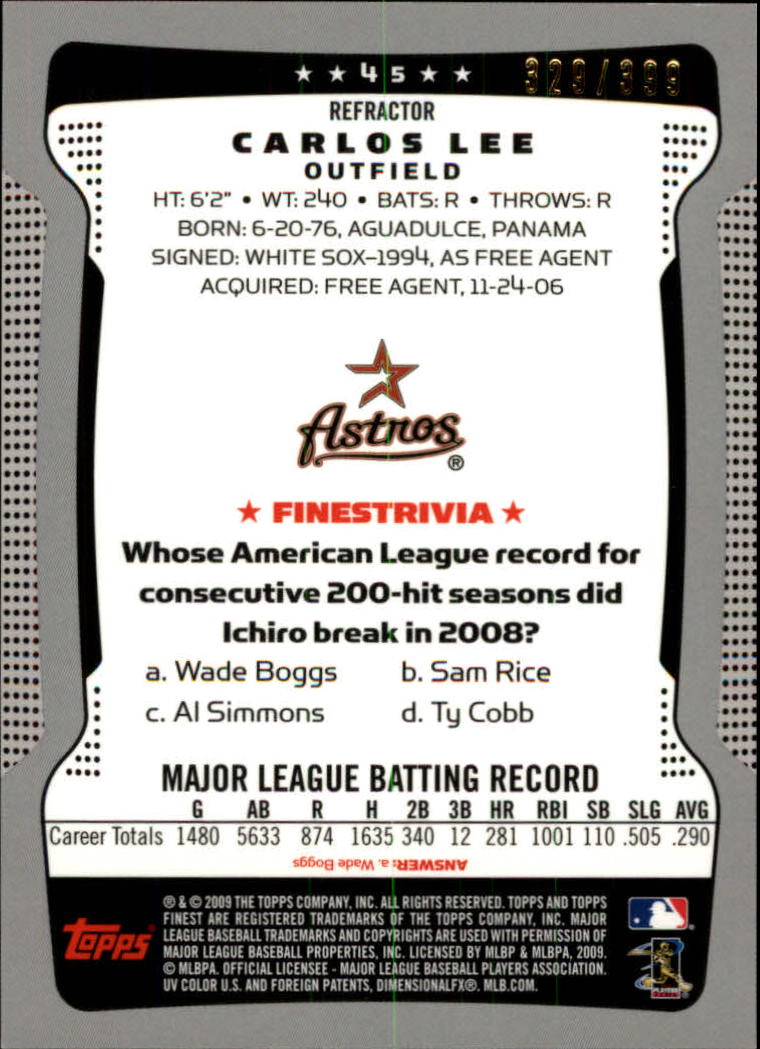 ★ ★ 45 ★ ★ 329/399
REFRACTOR
CARLOS LEE
OUTFIELD
HT: 6'2" • WT: 240 • BATS: R • THROWS: R
BORN: 6-20-76, AGUADULCE, PANAMA
SIGNED: WHITE SOX–1994, AS FREE AGENT
ACQUIRED: FREE AGENT, 11-24-06
Astros®
★ FINESTRIVIA ★
Whose American League record for
consecutive 200-hit seasons did
Ichiro break in 2008?
a. Wade Boggs b. Sam Rice
c. Al Simmons d. Ty Cobb
MAJOR LEAGUE BATTING RECORD
G AB R H 2B 3B HR RBI SB SLG AVG
Career Totals 1480 5633 874 1635 340 12 281 1001 110 .505 .290
ANSWER: a. Wade Boggs
topps
® & © 2009 THE TOPPS COMPANY, INC. ALL RIGHTS RESERVED. TOPPS AND TOPPS
FINEST ARE REGISTERED TRADEMARKS OF THE TOPPS COMPANY, INC. MAJOR
LEAGUE BASEBALL TRADEMARKS AND COPYRIGHTS ARE USED WITH PERMISSION OF
MAJOR LEAGUE BASEBALL PROPERTIES, INC. LICENSED BY MLBP & MLBPA, 2009.
© MLBPA. OFFICIAL LICENSEE - MAJOR LEAGUE BASEBALL PLAYERS ASSOCIATION.
UV COLOR U.S. AND FOREIGN PATENTS, DIMENSIONALFX®. MLB.COM.